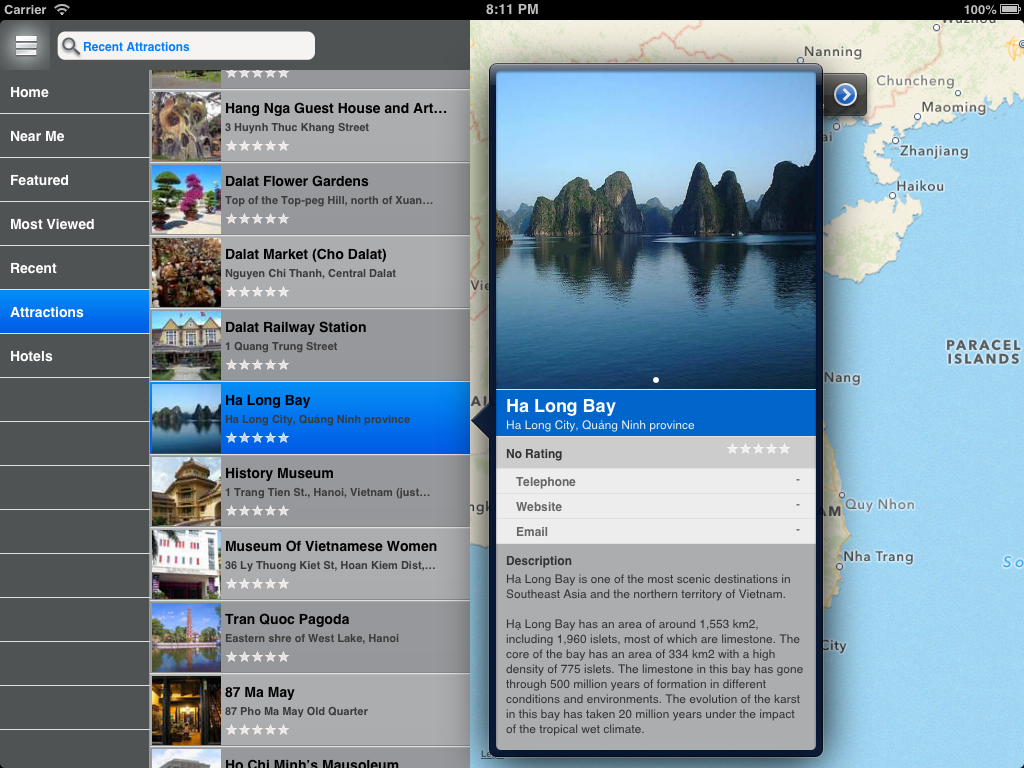 Carrier
8:11 PM
100%
Recent Attractions
Home
Near Me
Featured
Most Viewed
Recent
Attractions
Hotels
Hang Nga Guest House and Art…
3 Huynh Thuc Khang Street
Dalat Flower Gardens
Top of the Top-peg Hill, north of Xuan…
Dalat Market (Cho Dalat)
Nguyen Chi Thanh, Central Dalat
Dalat Railway Station
1 Quang Trung Street
Ha Long Bay
Ha Long City, Quảng Ninh province
History Museum
1 Trang Tien St., Hanoi, Vietnam (just…
Museum Of Vietnamese Women
36 Ly Thuong Kiet St, Hoan Kiem Dist,…
Tran Quoc Pagoda
Eastern shre of West Lake, Hanoi
87 Ma May
87 Pho Ma May Old Quarter
Ho Chi Minh's Mausoleum
Ha Long Bay
Ha Long City, Quảng Ninh province
No Rating
Telephone -
Website -
Email -
Description
Ha Long Bay is one of the most scenic destinations in
Southeast Asia and the northern territory of Vietnam.
Hạ Long Bay has an area of around 1,553 km2,
including 1,960 islets, most of which are limestone. The
core of the bay has an area of 334 km2 with a high
density of 775 islets. The limestone in this bay has gone
through 500 million years of formation in different
conditions and environments. The evolution of the karst
in this bay has taken 20 million years under the impact
of the tropical wet climate.
Wuzhou
Nanning
Chuncheng
Maoming
Zhanjiang
Haikou
PARACEL
ISLANDS
Nang
Quy Nhon
AM
Nha Trang
So
City